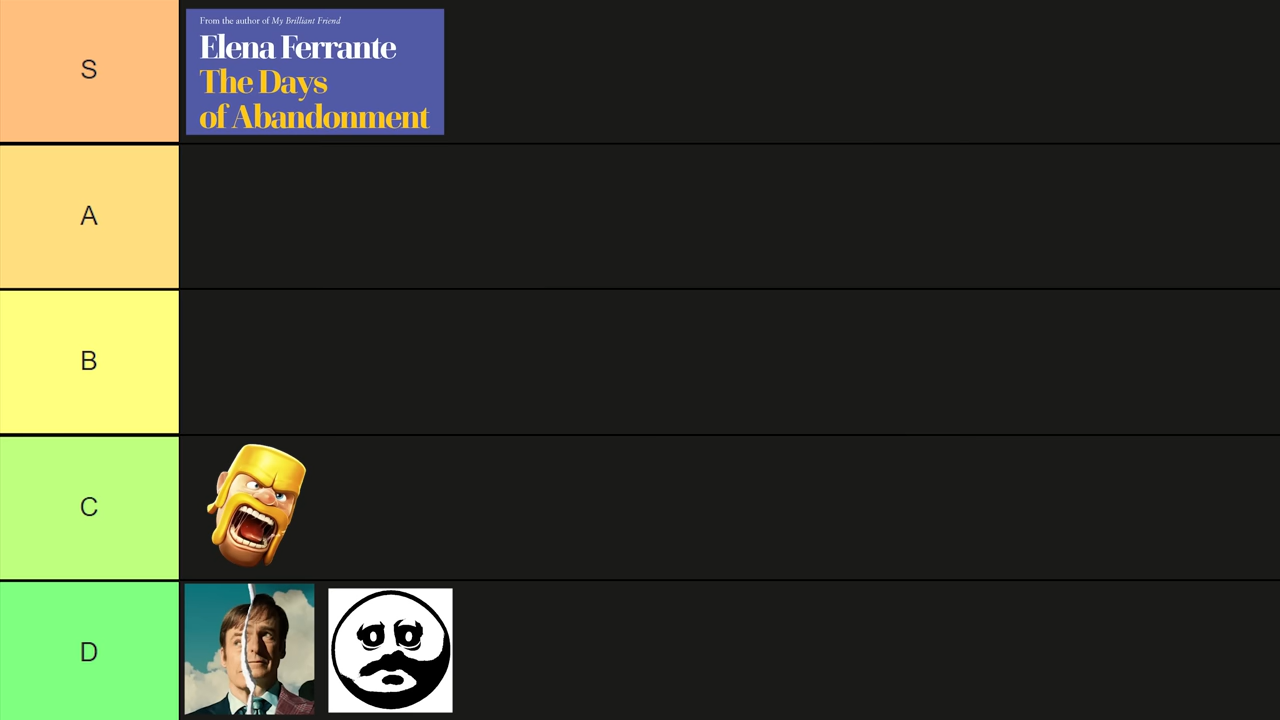 S
From the author of My Brilliant Friend
Elena Ferrante
The Days
of Abandonment
A
B
C
D